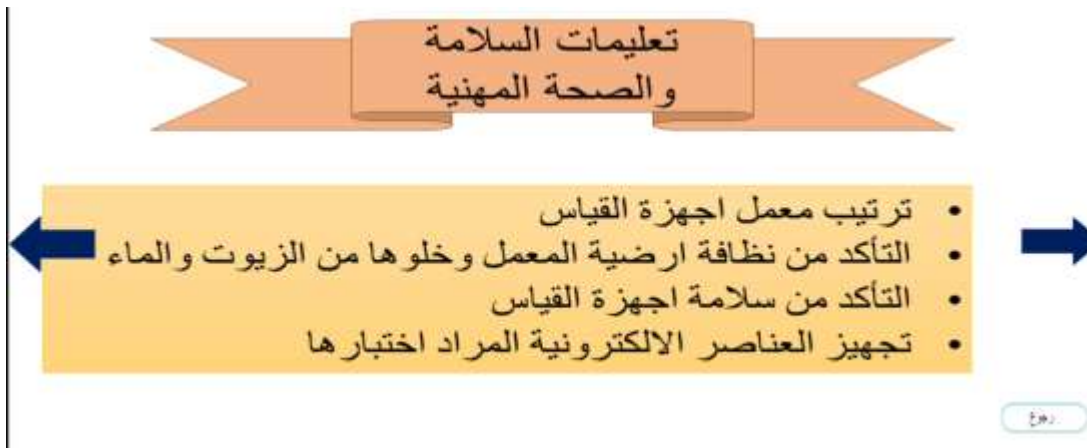 تعليمات السلامة
والصحة المهنية
• ترتيب معمل اجهزة القياس
• التأكد من نظافة ارضية المعمل وخلوها من الزيوت والماء
• التأكد من سلامة اجهزة القياس
• تجهيز العناصر الالكترونية المراد اختبارها
رجوع